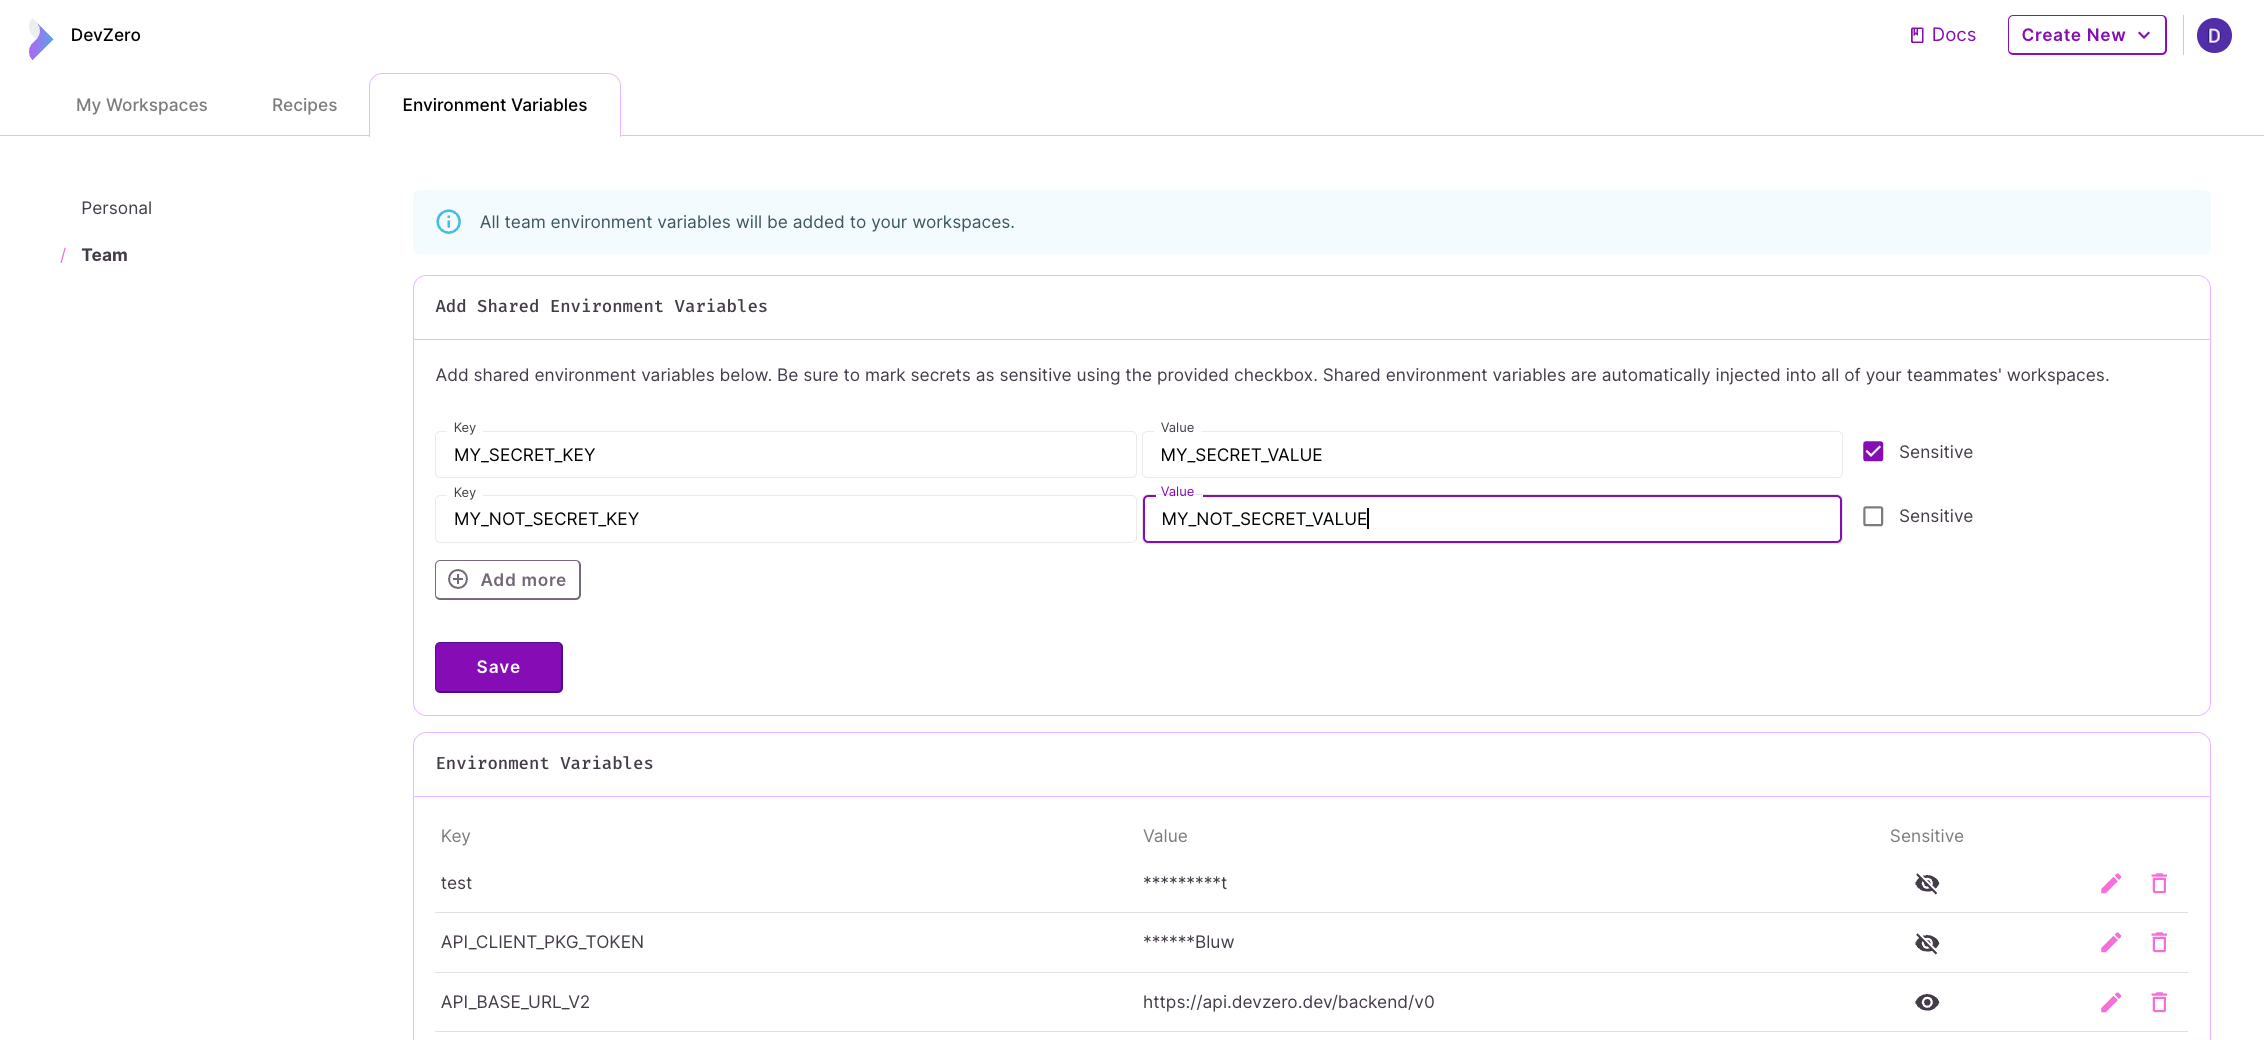 DevZero
Docs
Create New
D
My Workspaces
Recipes
Environment Variables
Personal
/ Team
All team environment variables will be added to your workspaces.
Add Shared Environment Variables
Add shared environment variables below. Be sure to mark secrets as sensitive using the provided checkbox. Shared environment variables are automatically injected into all of your teammates' workspaces.
Key
MY_SECRET_KEY
Value
MY_SECRET_VALUE
Sensitive
Key
MY_NOT_SECRET_KEY
Value
MY_NOT_SECRET_VALUE
Sensitive
Add more
Save
Environment Variables
Key Value Sensitive
test *********t
API_CLIENT_PKG_TOKEN ******Bluw
API_BASE_URL_V2 https://api.devzero.dev/backend/v0